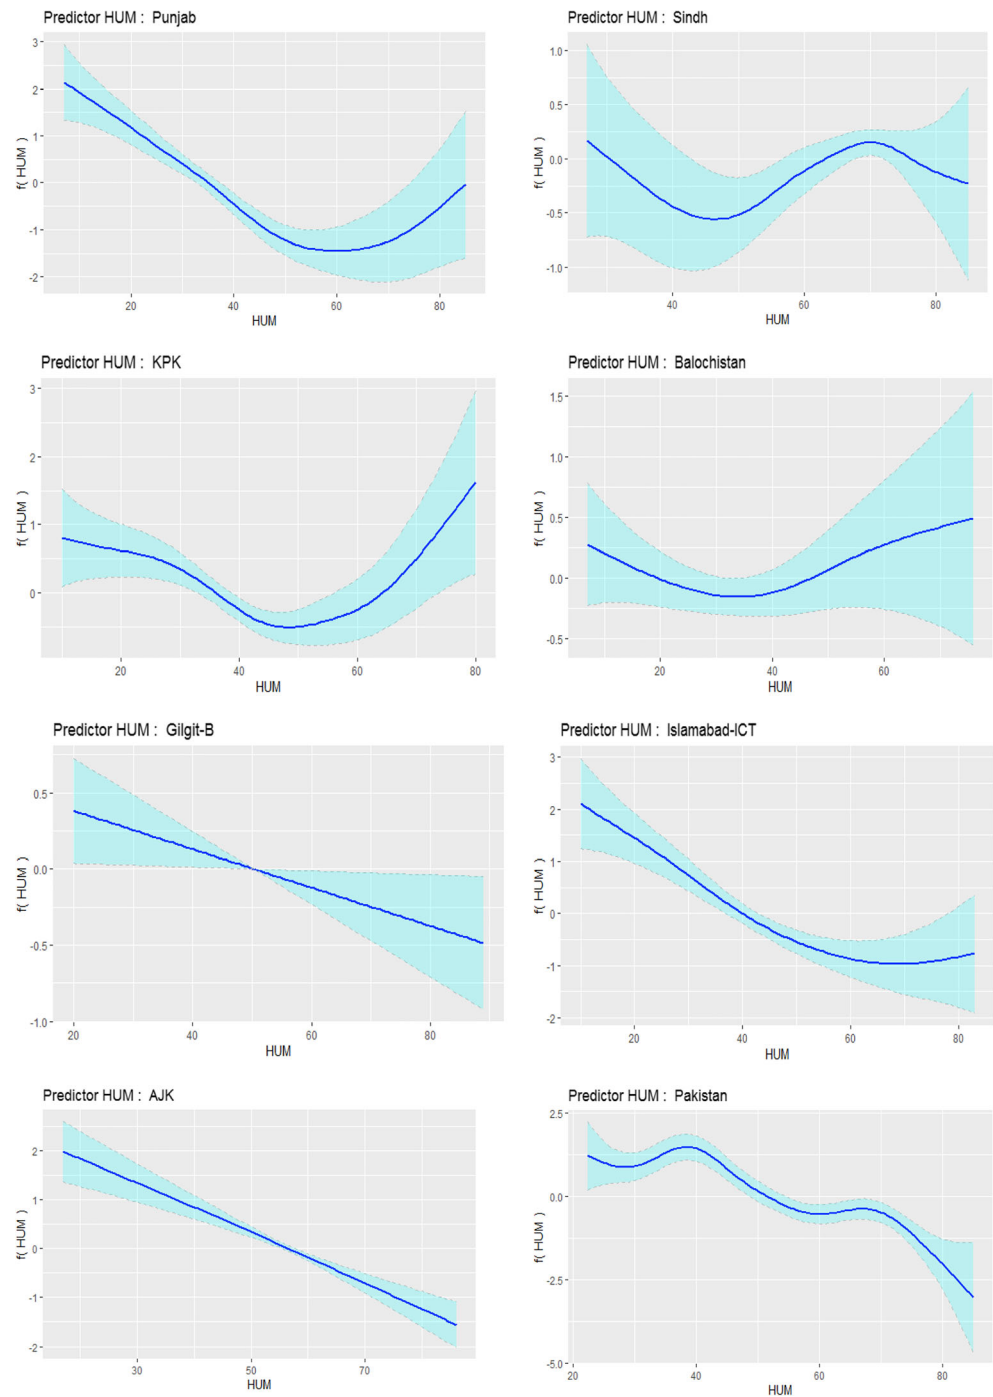 Predictor HUM : Punjab
3
2
1
0
-1
-2
f( HUM )
20 40 60 80
HUM
Predictor HUM : Sindh
1.0
0.5
0.0
-0.5
-1.0
f( HUM )
40 60 80
HUM
Predictor HUM : KPK
3
2
1
0
f( HUM )
20 40 60 80
HUM
Predictor HUM : Balochistan
1.5
1.0
0.5
0.0
-0.5
f( HUM )
20 40 60
HUM
Predictor HUM : Gilgit-B
0.5
0.0
-0.5
-1.0
f( HUM )
20 40 60 80
HUM
Predictor HUM : Islamabad-ICT
3
2
1
0
-1
-2
f( HUM )
20 40 60 80
HUM
Predictor HUM : AJK
2
1
0
-1
-2
f( HUM )
30 50 70
HUM
Predictor HUM : Pakistan
2.5
0.0
-2.5
-5.0
f( HUM )
20 40 60 80
HUM